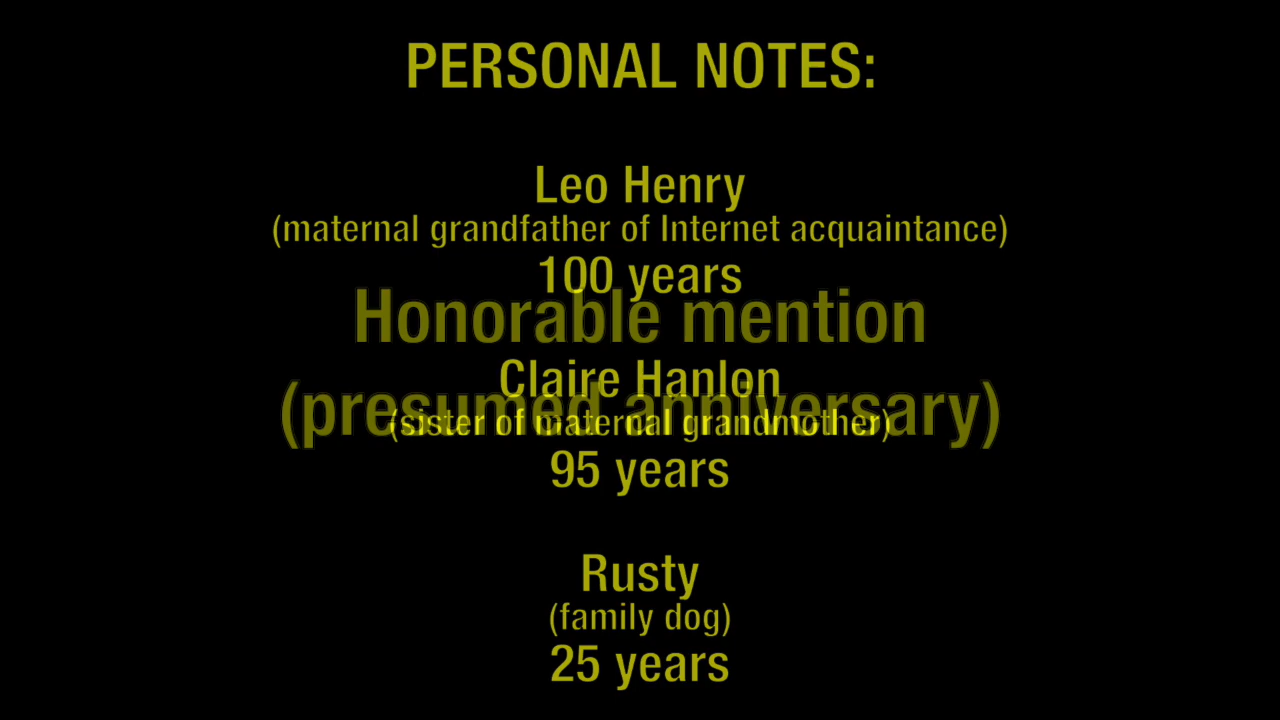 PERSONAL NOTES:
Leo Henry
(maternal grandfather of Internet acquaintance)
100 years
Honorable mention
Claire Hanlon
(presumed anniversary)
(sister of maternal grandmother)
95 years
Rusty
(family dog)
25 years